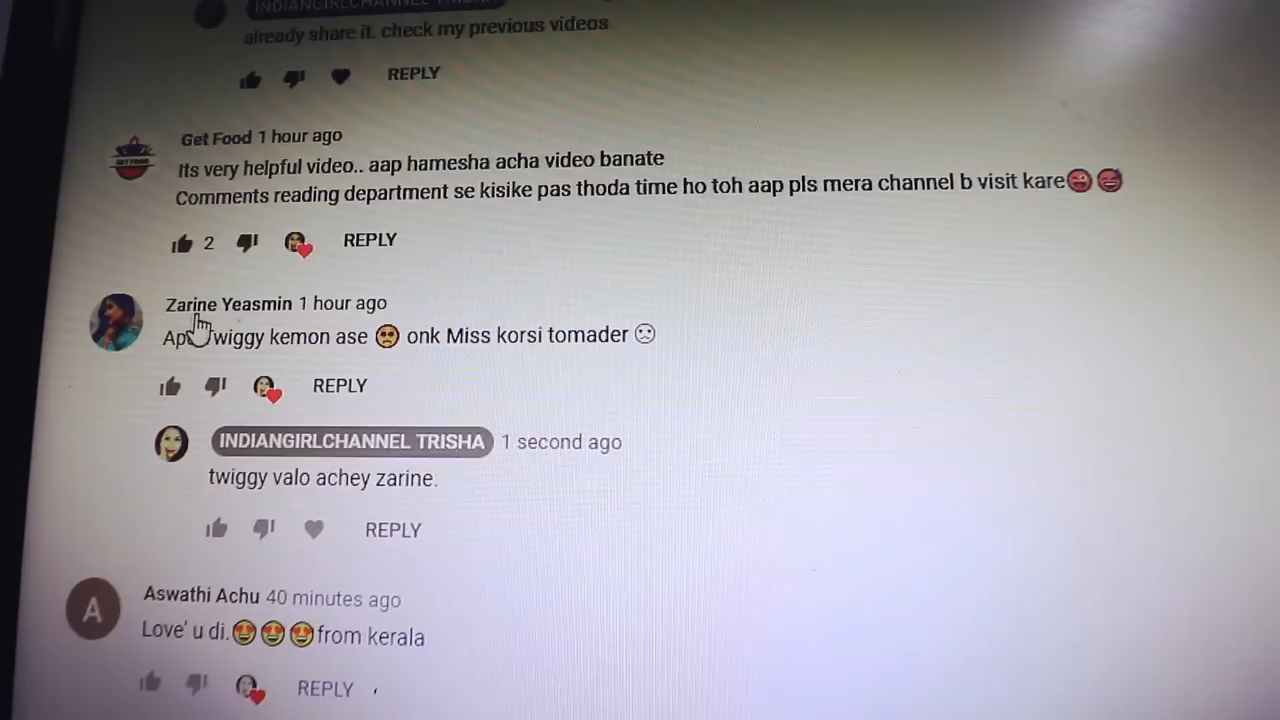 INDIANGIRLCHANNEL TRISHA
already share it. check my previous videos
REPLY
Get Food 1 hour ago
Its very helpful video.. aap hamesha acha video banate
Comments reading department se kisike pas thoda time ho toh aap pls mera channel b visit kare😜😅
2 REPLY
Zarine Yeasmin 1 hour ago
wiggy kemon ase 🥺 onk Miss korsi tomader ☹
REPLY
INDIANGIRLCHANNEL TRISHA 1 second ago
twiggy valo achey zarine.
REPLY
A
Aswathi Achu 40 minutes ago
Love' u di.😍😍😍from kerala
REPLY